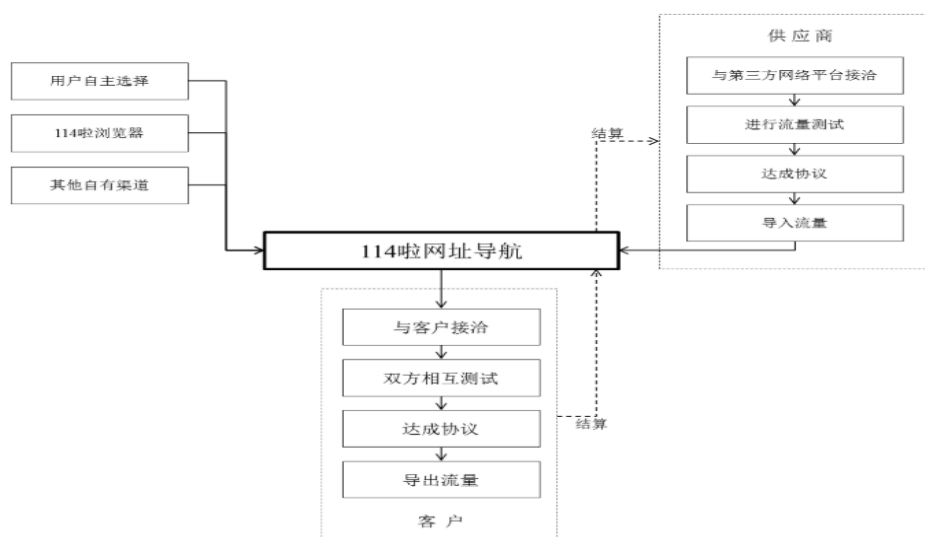 供应商
与第三方网络平台接洽
进行流量测试
达成协议
导入流量
用户自主选择
114啦浏览器
其他自有渠道
结算
114啦网址导航
与客户接洽
双方相互测试
达成协议
导出流量
客户
结算